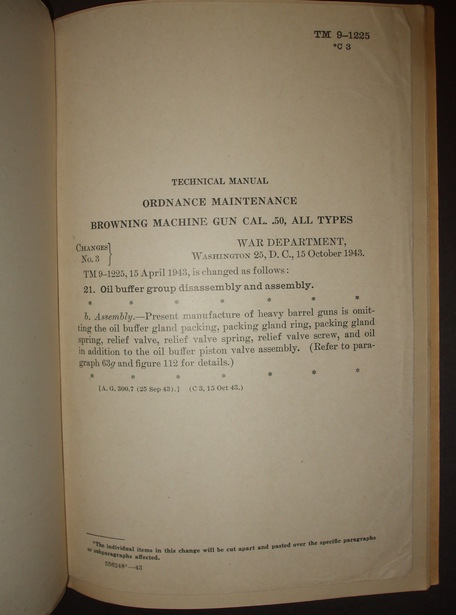 TM 9–1225
*C 3
TECHNICAL MANUAL
ORDNANCE MAINTENANCE
BROWNING MACHINE GUN CAL. .50, ALL TYPES
CHANGES } WAR DEPARTMENT,
No. 3 WASHINGTON 25, D. C., 15 October 1943.
TM 9–1225, 15 April 1943, is changed as follows:
21. Oil buffer group disassembly and assembly.
* * * * * * *
b. Assembly.—Present manufacture of heavy barrel guns is omit-
ting the oil buffer gland packing, packing gland ring, packing gland
spring, relief valve, relief valve spring, relief valve screw, and oil
in addition to the oil buffer piston valve assembly. (Refer to para-
graph 63g and figure 112 for details.)
* * * * * * *
[A. G. 300.7 (25 Sep 43).] (C 3, 15 Oct 43.)
*The individual items in this change will be cut apart and pasted over the specific paragraphs
or subparagraphs affected.
556248°—43